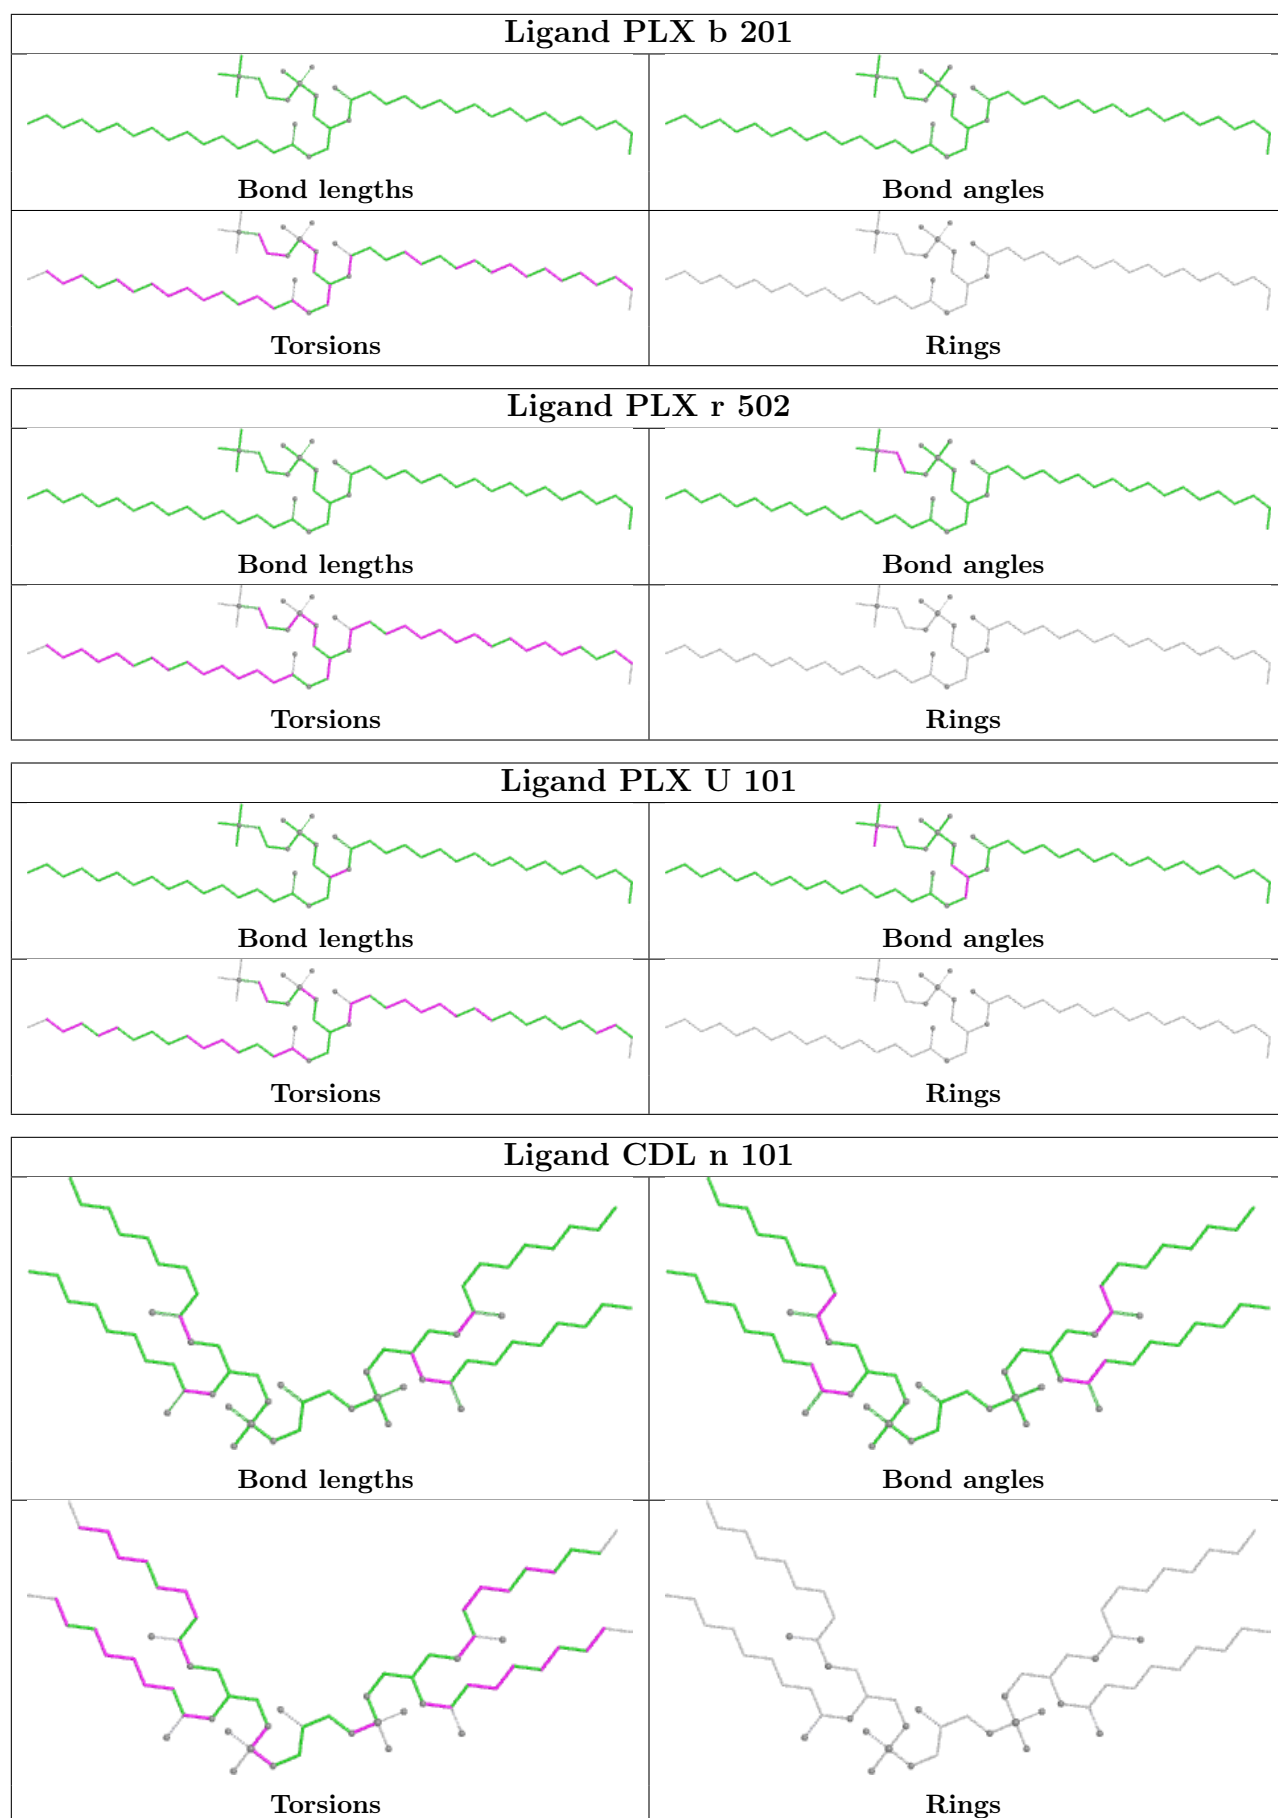 Ligand PLX b 201
Bond lengths
Bond angles
Torsions
Rings
Ligand PLX r 502
Bond lengths
Bond angles
Torsions
Rings
Ligand PLX U 101
Bond lengths
Bond angles
Torsions
Rings
Ligand CDL n 101
Bond lengths
Bond angles
Torsions
Rings